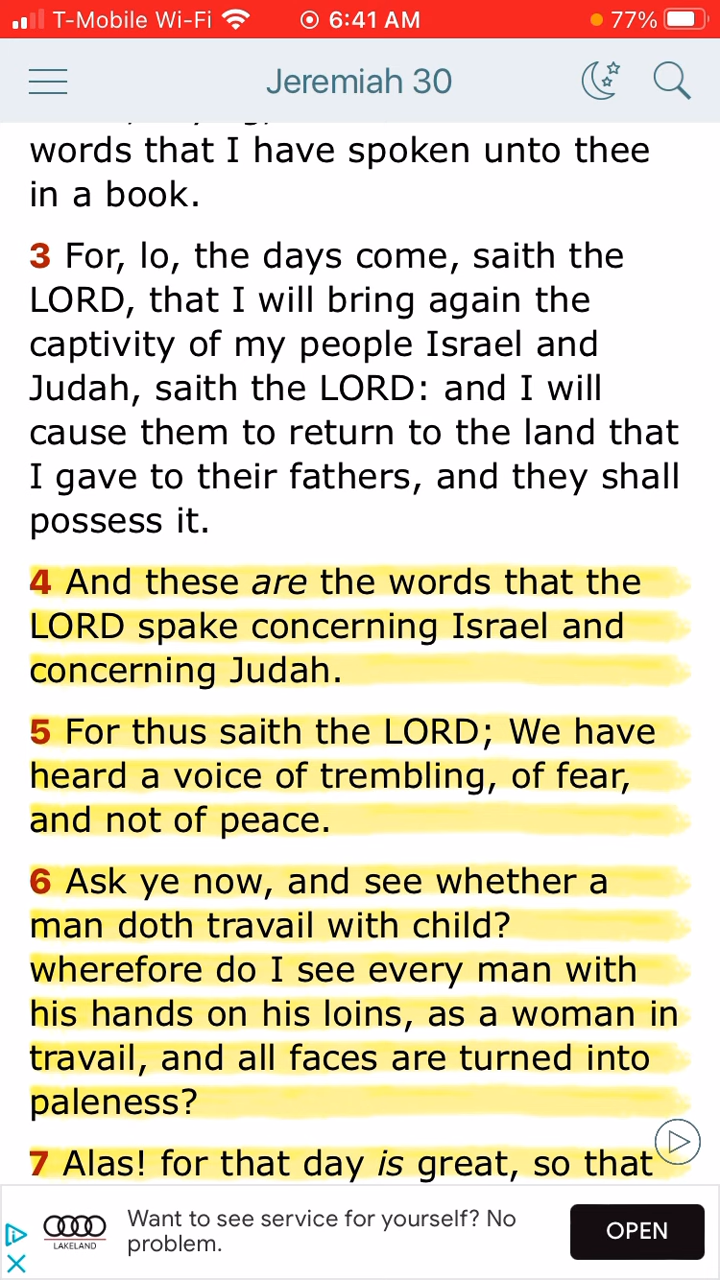 T-Mobile Wi-Fi 6:41 AM 77%
Jeremiah 30
words that I have spoken unto thee
in a book.
3 For, lo, the days come, saith the
LORD, that I will bring again the
captivity of my people Israel and
Judah, saith the LORD: and I will
cause them to return to the land that
I gave to their fathers, and they shall
possess it.
4 And these are the words that the
LORD spake concerning Israel and
concerning Judah.
5 For thus saith the LORD; We have
heard a voice of trembling, of fear,
and not of peace.
6 Ask ye now, and see whether a
man doth travail with child?
wherefore do I see every man with
his hands on his loins, as a woman in
travail, and all faces are turned into
paleness?
7 Alas! for that day is great, so that
Want to see service for yourself? No
problem.
LAKELAND
OPEN